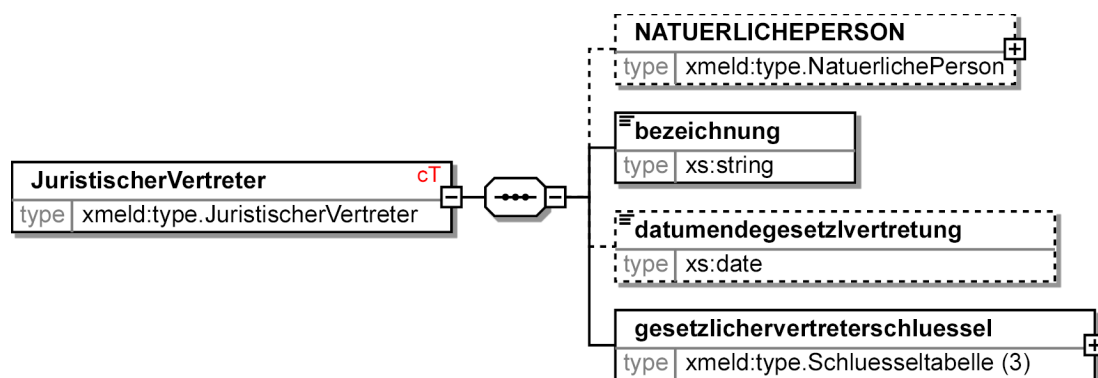 NATUERLICHEPERSON
type xmeld:type.NatuerlichePerson
bezeichnung
type xs:string
JuristischerVertreter cT
type xmeld:type.JuristischerVertreter
datumendegesetzlvertretung
type xs:date
gesetzlichervertreterschluessel
type xmeld:type.Schluesseltabelle (3)